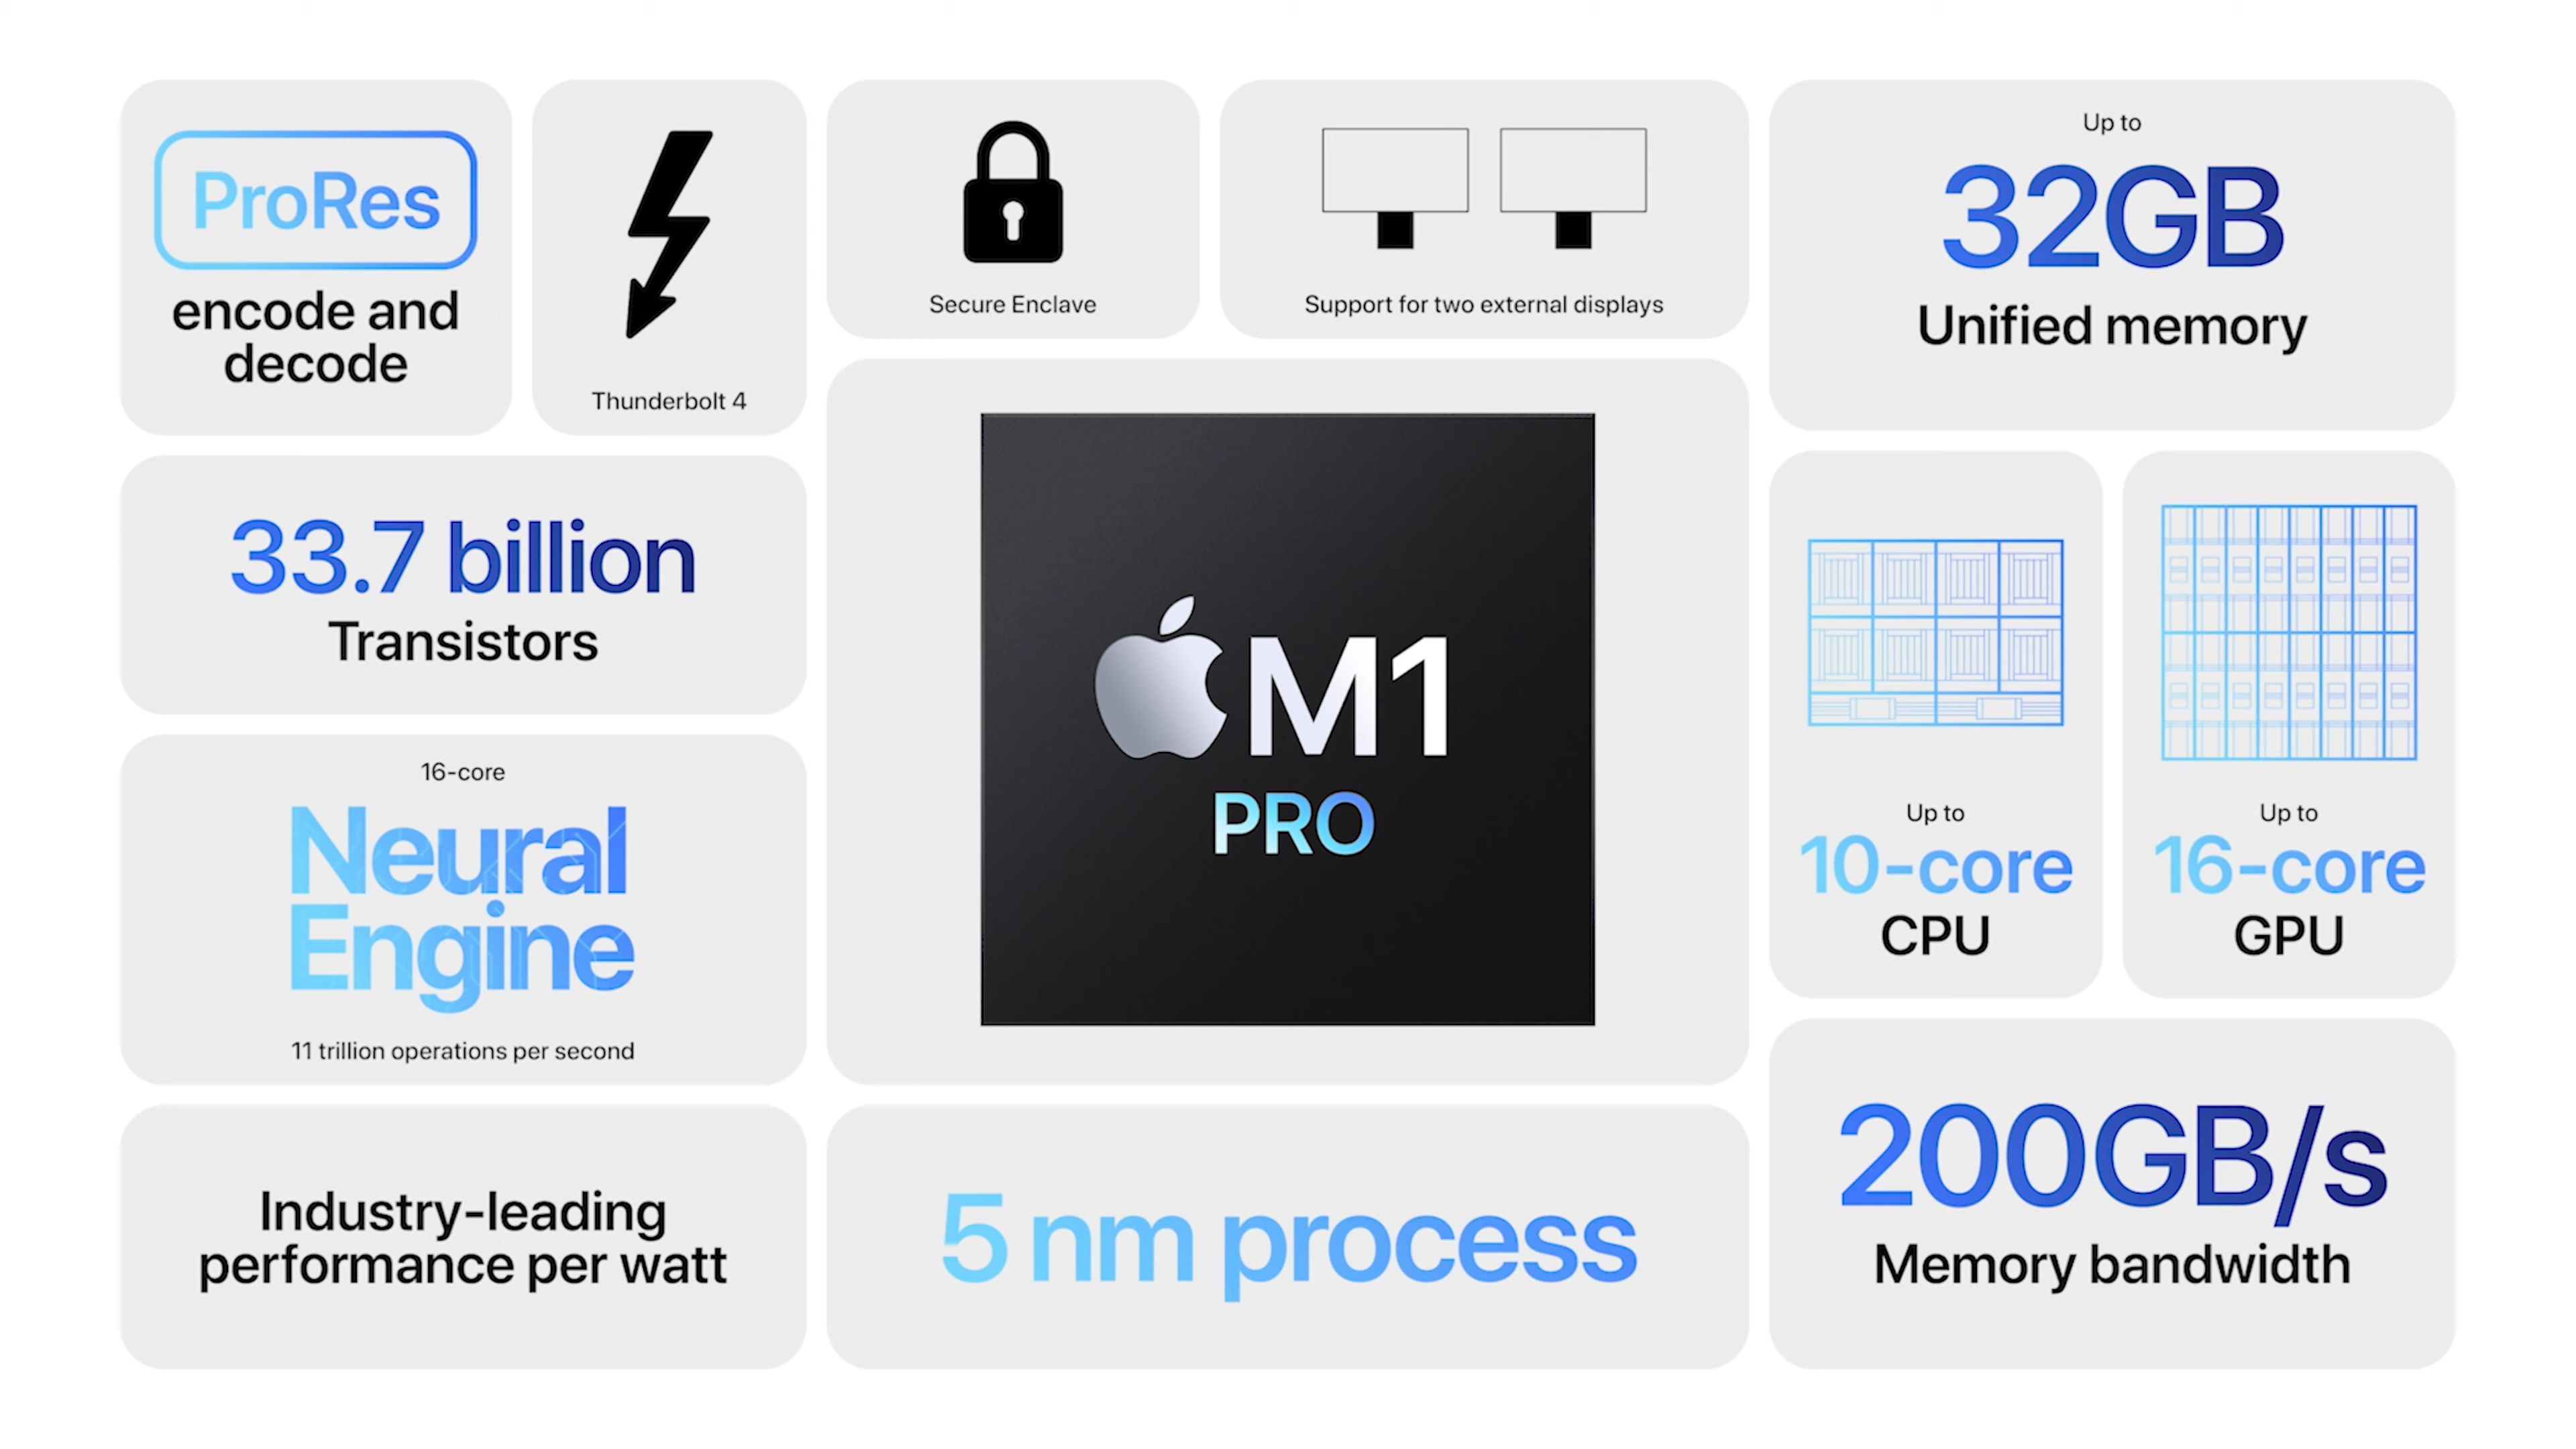 ProRes
encode and
decode
Thunderbolt 4
Secure Enclave
Support for two external displays
Up to
32GB
Unified memory
33.7 billion
Transistors
M1
PRO
Up to
10-core
CPU
Up to
16-core
GPU
16-core
Neural
Engine
11 trillion operations per second
Industry-leading
performance per watt
5 nm process
200GB/s
Memory bandwidth